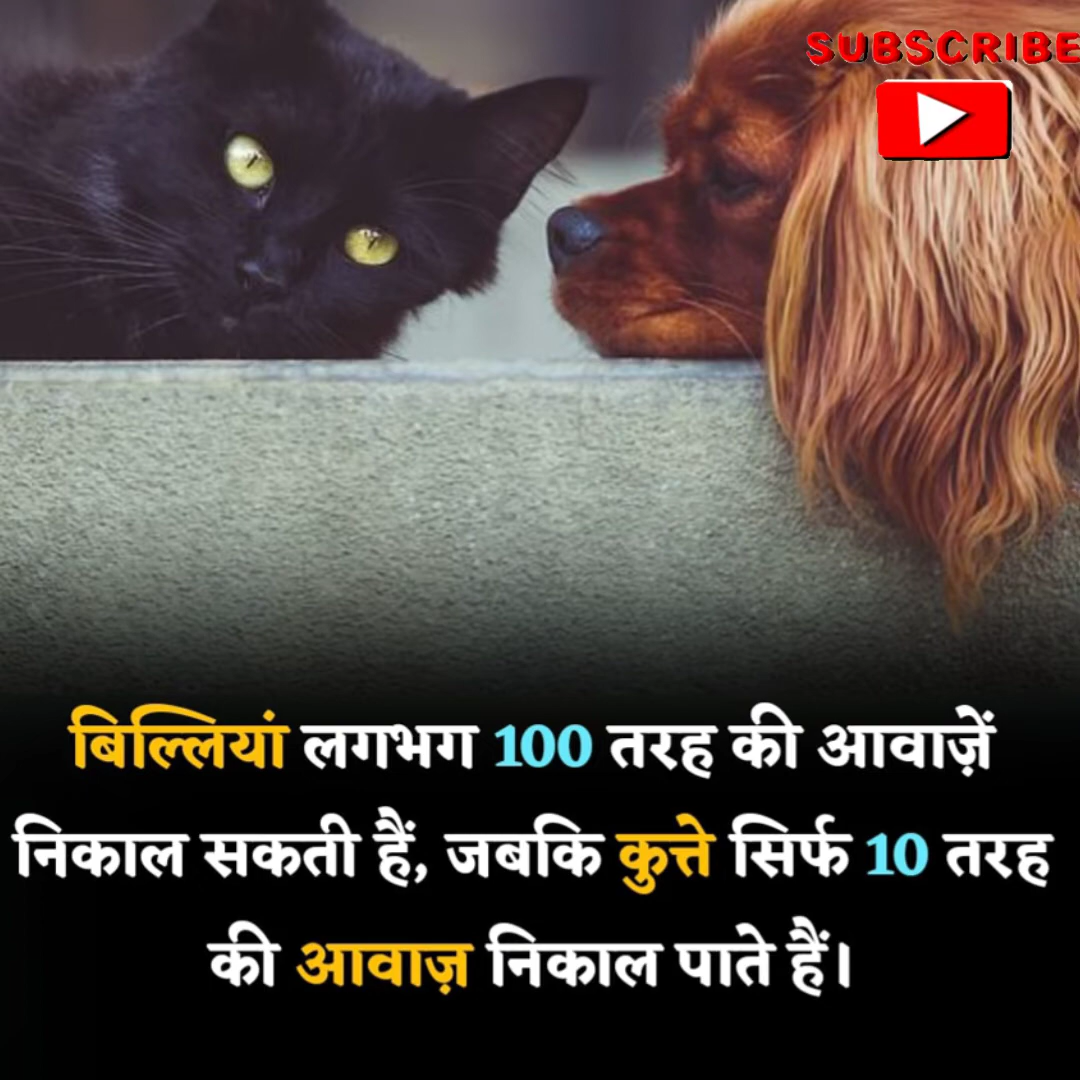 SUBSCRIBE
बिल्लियां लगभग 100 तरह की आवाज़ें
निकाल सकती हैं, जबकि कुत्ते सिर्फ 10 तरह
की आवाज़ निकाल पाते हैं।